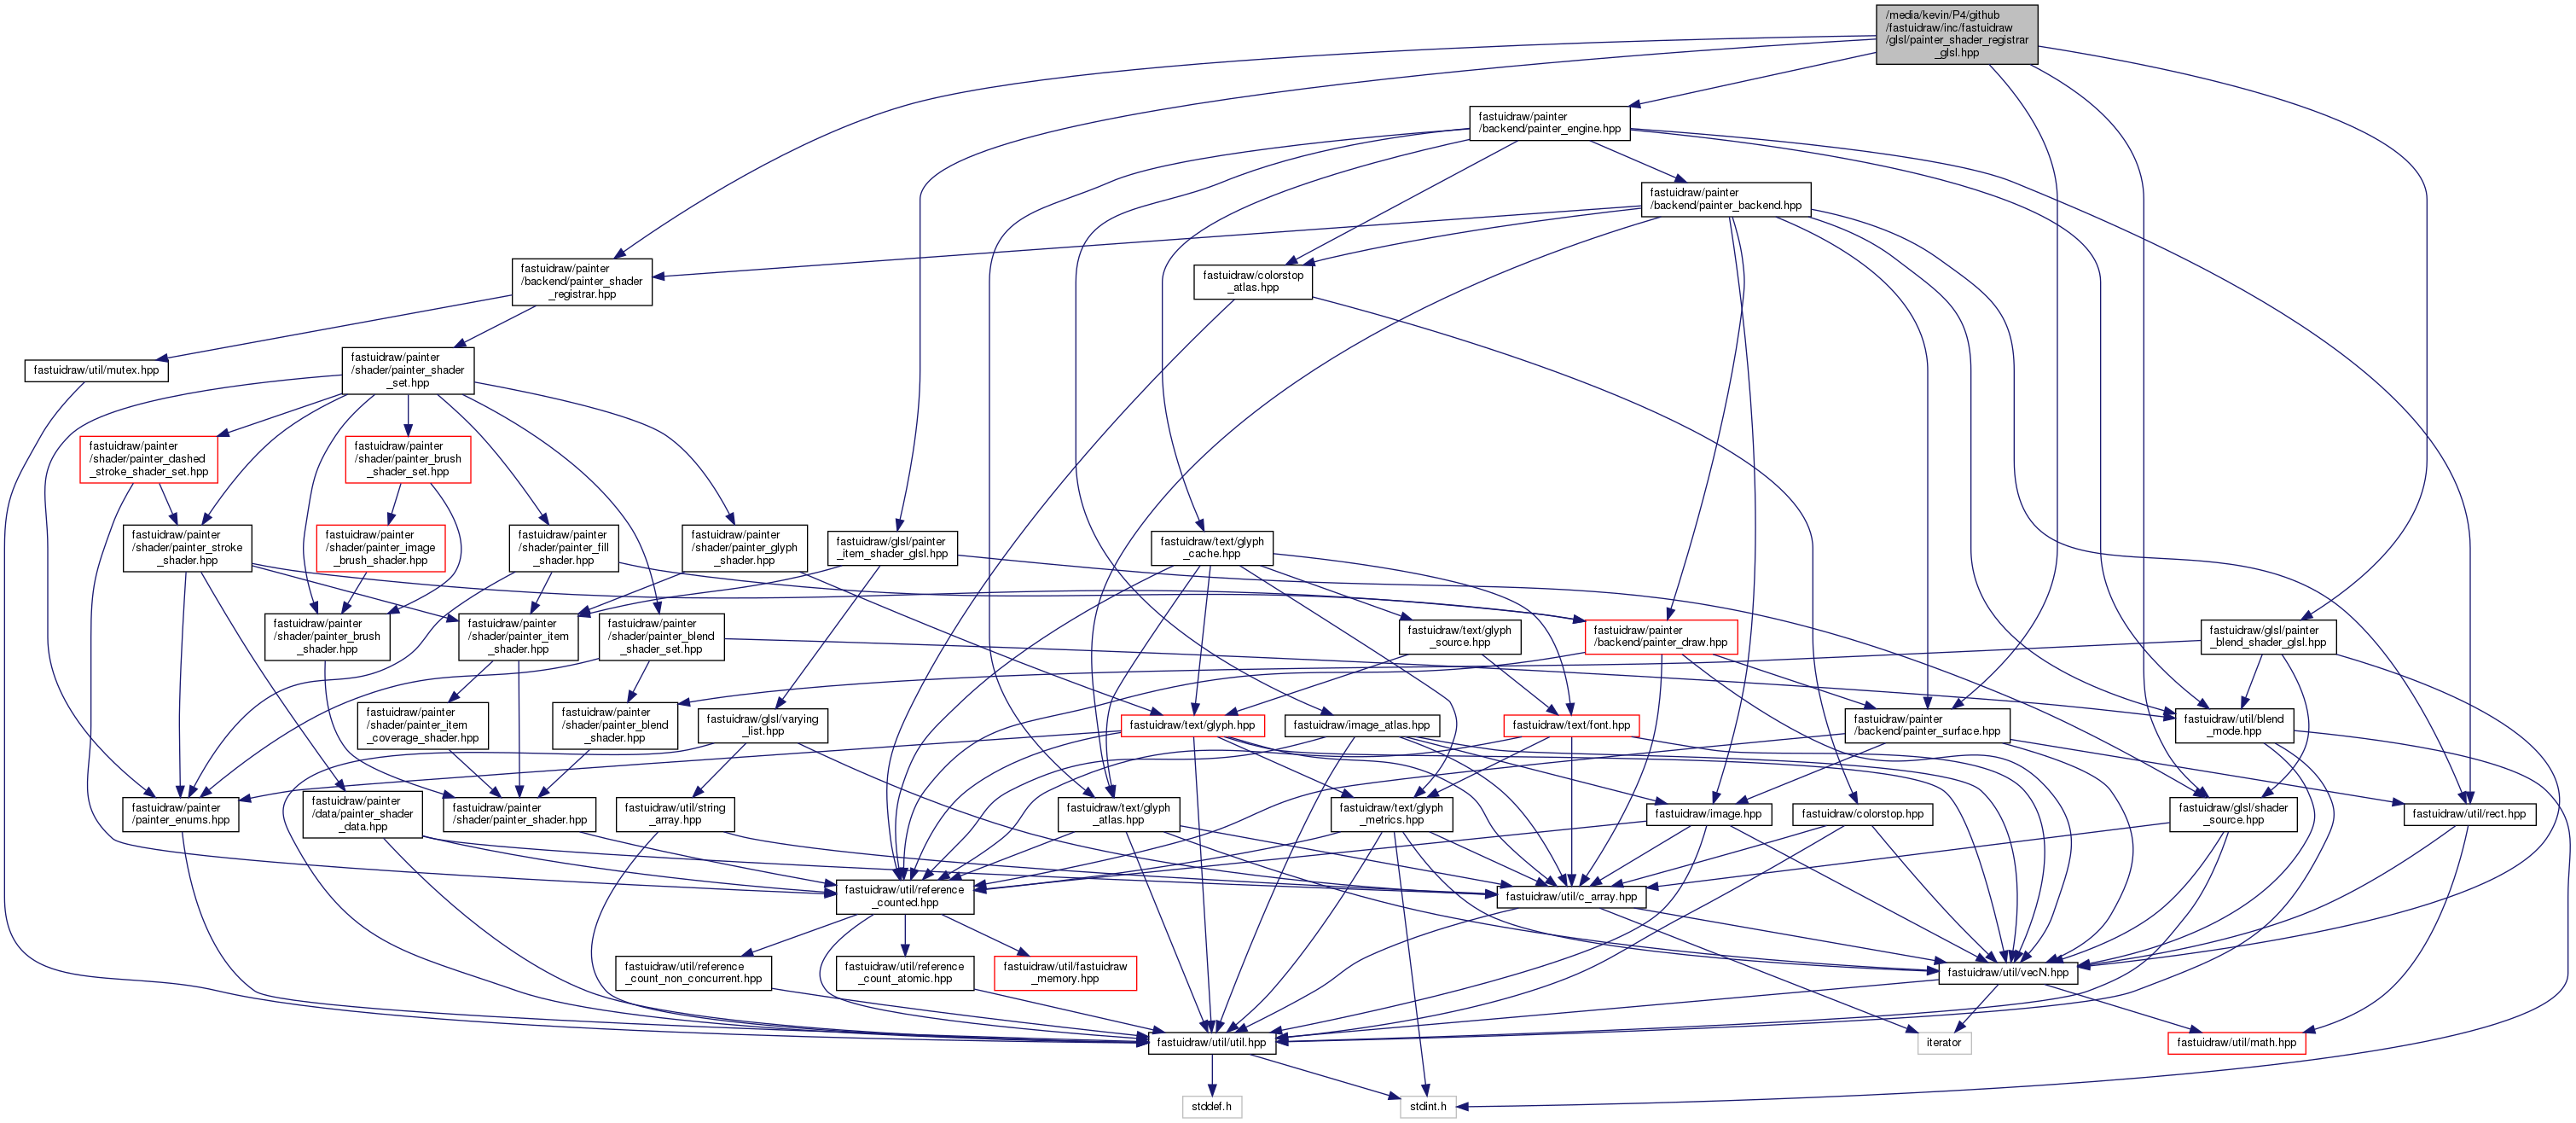 /media/kevin/P4/github
/fastuidraw/inc/fastuidraw
/glsl/painter_shader_registrar
_glsl.hpp
fastuidraw/painter
/backend/painter_engine.hpp
fastuidraw/painter
/backend/painter_backend.hpp
fastuidraw/painter
/backend/painter_shader
_registrar.hpp
fastuidraw/colorstop
_atlas.hpp
fastuidraw/util/mutex.hpp
fastuidraw/painter
/shader/painter_shader
_set.hpp
fastuidraw/painter
/shader/painter_dashed
_stroke_shader_set.hpp
fastuidraw/painter
/shader/painter_brush
_shader_set.hpp
fastuidraw/painter
/shader/painter_stroke
_shader.hpp
fastuidraw/painter
/shader/painter_image
_brush_shader.hpp
fastuidraw/painter
/shader/painter_fill
_shader.hpp
fastuidraw/painter
/shader/painter_glyph
_shader.hpp
fastuidraw/glsl/painter
_item_shader_glsl.hpp
fastuidraw/text/glyph
_cache.hpp
fastuidraw/painter
/shader/painter_brush
_shader.hpp
fastuidraw/painter
/shader/painter_item
_shader.hpp
fastuidraw/painter
/shader/painter_blend
_shader_set.hpp
fastuidraw/text/glyph
_source.hpp
fastuidraw/painter
/backend/painter_draw.hpp
fastuidraw/glsl/painter
_blend_shader_glsl.hpp
fastuidraw/painter
/shader/painter_item
_coverage_shader.hpp
fastuidraw/painter
/shader/painter_blend
_shader.hpp
fastuidraw/glsl/varying
_list.hpp
fastuidraw/text/glyph.hpp
fastuidraw/image_atlas.hpp
fastuidraw/text/font.hpp
fastuidraw/painter
/backend/painter_surface.hpp
fastuidraw/util/blend
_mode.hpp
fastuidraw/painter
/painter_enums.hpp
fastuidraw/painter
/data/painter_shader
_data.hpp
fastuidraw/painter
/shader/painter_shader.hpp
fastuidraw/util/string
_array.hpp
fastuidraw/text/glyph
_atlas.hpp
fastuidraw/text/glyph
_metrics.hpp
fastuidraw/image.hpp
fastuidraw/colorstop.hpp
fastuidraw/glsl/shader
_source.hpp
fastuidraw/util/rect.hpp
fastuidraw/util/reference
_counted.hpp
fastuidraw/util/c_array.hpp
fastuidraw/util/reference
_count_non_concurrent.hpp
fastuidraw/util/reference
_count_atomic.hpp
fastuidraw/util/fastuidraw
_memory.hpp
fastuidraw/util/vecN.hpp
fastuidraw/util/util.hpp
iterator
fastuidraw/util/math.hpp
stddef.h
stdint.h